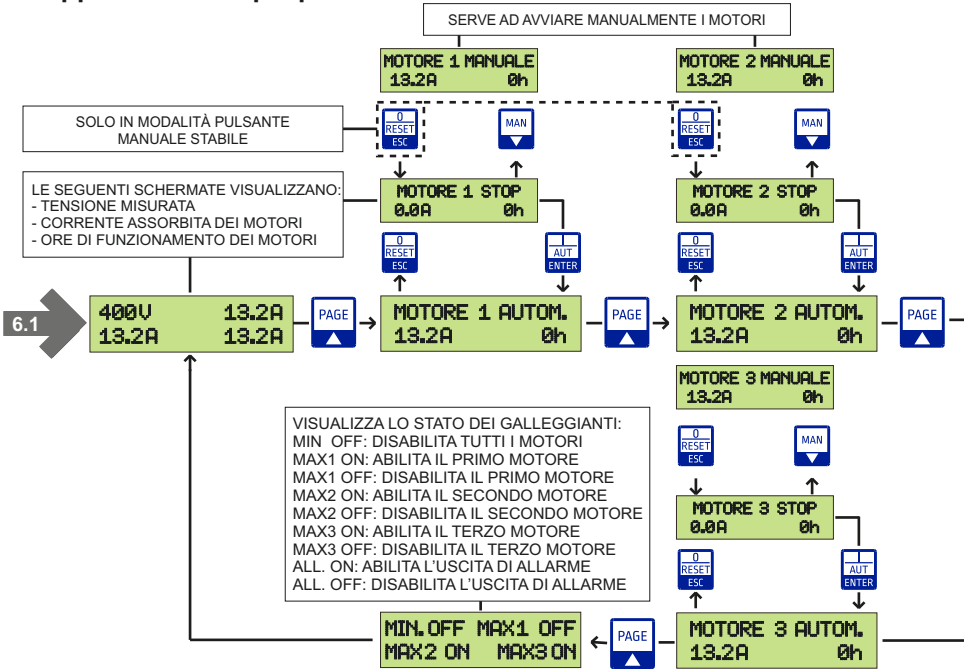 SERVE AD AVVIARE MANUALMENTE I MOTORI
MOTORE 1 MANUALE
13.2A 0h
MOTORE 2 MANUALE
13.2A 0h
SOLO IN MODALITÀ PULSANTE
MANUALE STABILE
0
RESET
ESC
MAN
0
RESET
ESC
MAN
LE SEGUENTI SCHERMATE VISUALIZZANO:
- TENSIONE MISURATA
- CORRENTE ASSORBITA DEI MOTORI
- ORE DI FUNZIONAMENTO DEI MOTORI
MOTORE 1 STOP
0.0A 0h
MOTORE 2 STOP
0.0A 0h
0
RESET
ESC
I
AUT
ENTER
0
RESET
ESC
I
AUT
ENTER
6.1
400V 13.2A
13.2A 13.2A
PAGE
MOTORE 1 AUTOM.
13.2A 0h
PAGE
MOTORE 2 AUTOM.
13.2A 0h
PAGE
MOTORE 3 MANUALE
13.2A 0h
VISUALIZZA LO STATO DEI GALLEGGIANTI:
MIN OFF: DISABILITA TUTTI I MOTORI
MAX1 ON: ABILITA IL PRIMO MOTORE
MAX1 OFF: DISABILITA IL PRIMO MOTORE
MAX2 ON: ABILITA IL SECONDO MOTORE
MAX2 OFF: DISABILITA IL SECONDO MOTORE
MAX3 ON: ABILITA IL TERZO MOTORE
MAX3 OFF: DISABILITA IL TERZO MOTORE
ALL. ON: ABILITA L'USCITA DI ALLARME
ALL. OFF: DISABILITA L'USCITA DI ALLARME
0
RESET
ESC
MAN
MOTORE 3 STOP
0.0A 0h
0
RESET
ESC
I
AUT
ENTER
MIN.OFF MAX1 OFF
MAX2 ON MAX3 ON
PAGE
MOTORE 3 AUTOM.
13.2A 0h